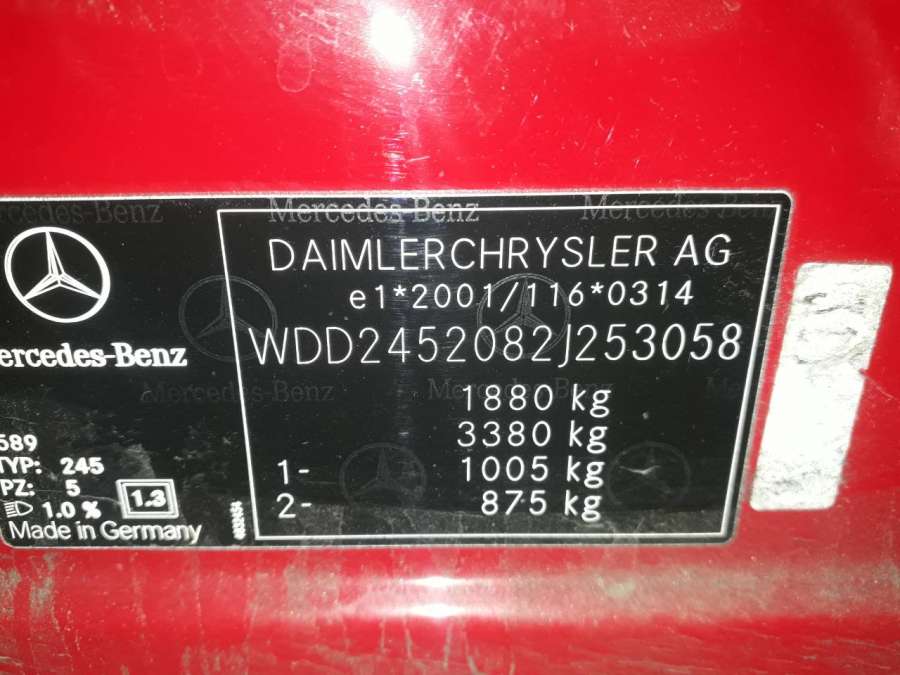 Mercedes-Benz
DAIMLERCHRYSLER AG
e1*2001/116*0314
WDD2452082J253058
1880 kg
3380 kg
1- 1005 kg
2- 875 kg
ercedes-Benz
589
TYP: 245
PZ: 5
1.0 %
1.3
Made in Germany